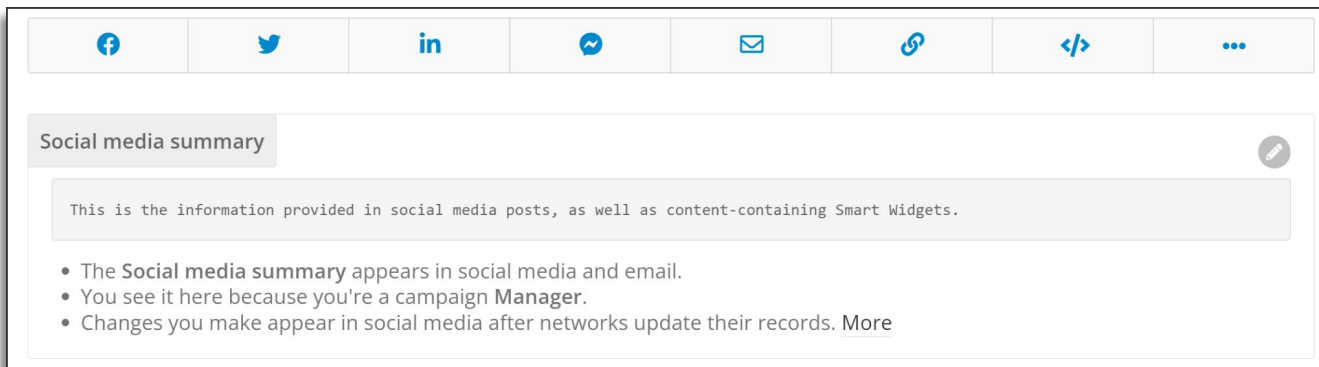 Social media summary
This is the information provided in social media posts, as well as content-containing Smart Widgets.
• The Social media summary appears in social media and email.
• You see it here because you're a campaign Manager.
• Changes you make appear in social media after networks update their records. More